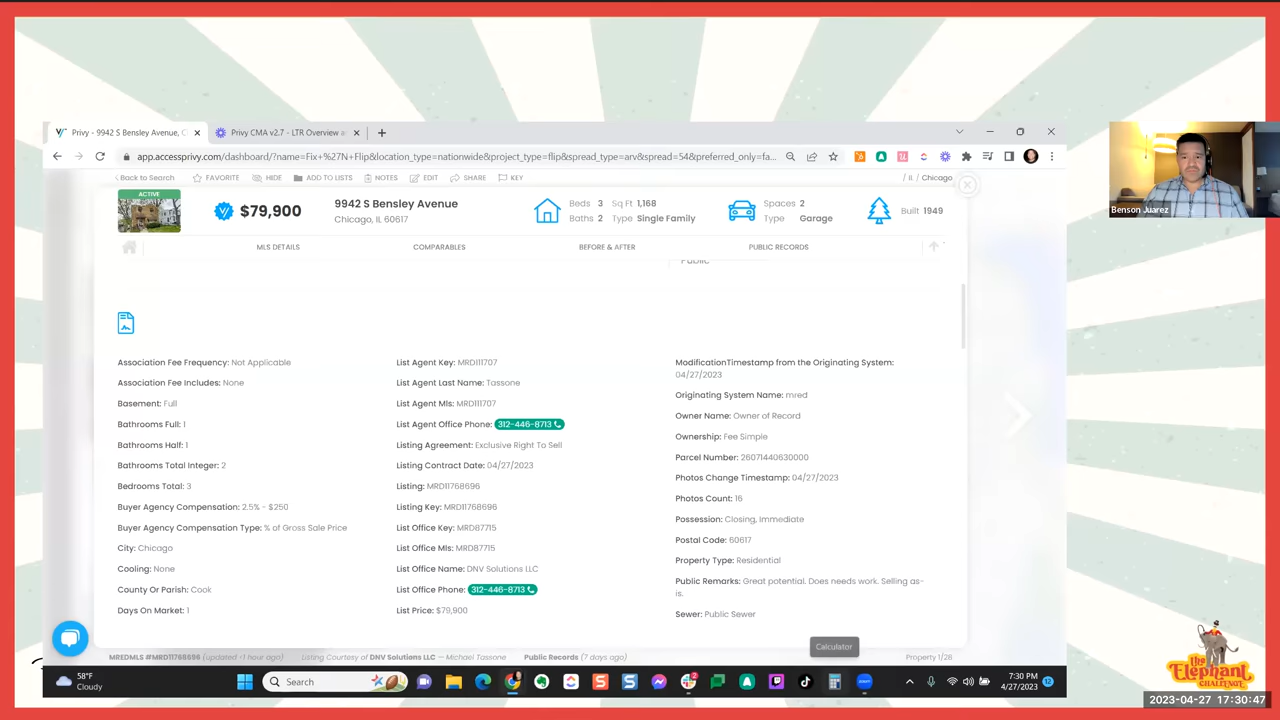 Privy - 9942 S Bensley Avenue, C
Privy CMA v2.7 - LTR Overview a
app.accessprivy.com/dashboard/?name=Fix+%27N+Flip&location_type=nationwide&project_type=flip&spread_type=arv&spread=54&preferred_only=fa...
Back to Search
FAVORITE
HIDE
ADD TO LISTS
NOTES
EDIT
SHARE
KEY
/ IL / Chicago
ACTIVE
$79,900
9942 S Bensley Avenue
Chicago, IL 60617
Beds 3 Sq Ft 1,168
Baths 2 Type Single Family
Spaces 2
Type Garage
Built 1949
MLS DETAILS
COMPARABLES
BEFORE & AFTER
PUBLIC RECORDS
Public
Association Fee Frequency: Not Applicable
Association Fee Includes: None
Basement: Full
Bathrooms Full: 1
Bathrooms Half: 1
Bathrooms Total Integer: 2
Bedrooms Total: 3
Buyer Agency Compensation: 2.5% - $250
Buyer Agency Compensation Type: % of Gross Sale Price
City: Chicago
Cooling: None
County Or Parish: Cook
Days On Market: 1
List Agent Key: MRD111707
List Agent Last Name: Tassone
List Agent Mls: MRD111707
List Agent Office Phone: 312-446-8713
Listing Agreement: Exclusive Right To Sell
Listing Contract Date: 04/27/2023
Listing: MRD11768696
Listing Key: MRD11768696
List Office Key: MRD87715
List Office Mls: MRD87715
List Office Name: DNV Solutions LLC
List Office Phone: 312-446-8713
List Price: $79,900
ModificationTimestamp from the Originating System:
04/27/2023
Originating System Name: mred
Owner Name: Owner of Record
Ownership: Fee Simple
Parcel Number: 26071440630000
Photos Change Timestamp: 04/27/2023
Photos Count: 16
Possession: Closing, Immediate
Postal Code: 60617
Property Type: Residential
Public Remarks: Great potential. Does needs work. Selling as-
is.
Sewer: Public Sewer
Calculator
MREDMLS #MRD11768696 (updated <1 hour ago)
Listing Courtesy of DNV Solutions LLC — Michael Tassone
Public Records (7 days ago)
Property 1/28
58°F
Cloudy
Search
7:30 PM
4/27/2023
Benson Juarez
the Elephant
CHALLENGE
2023-04-27 17:30:47